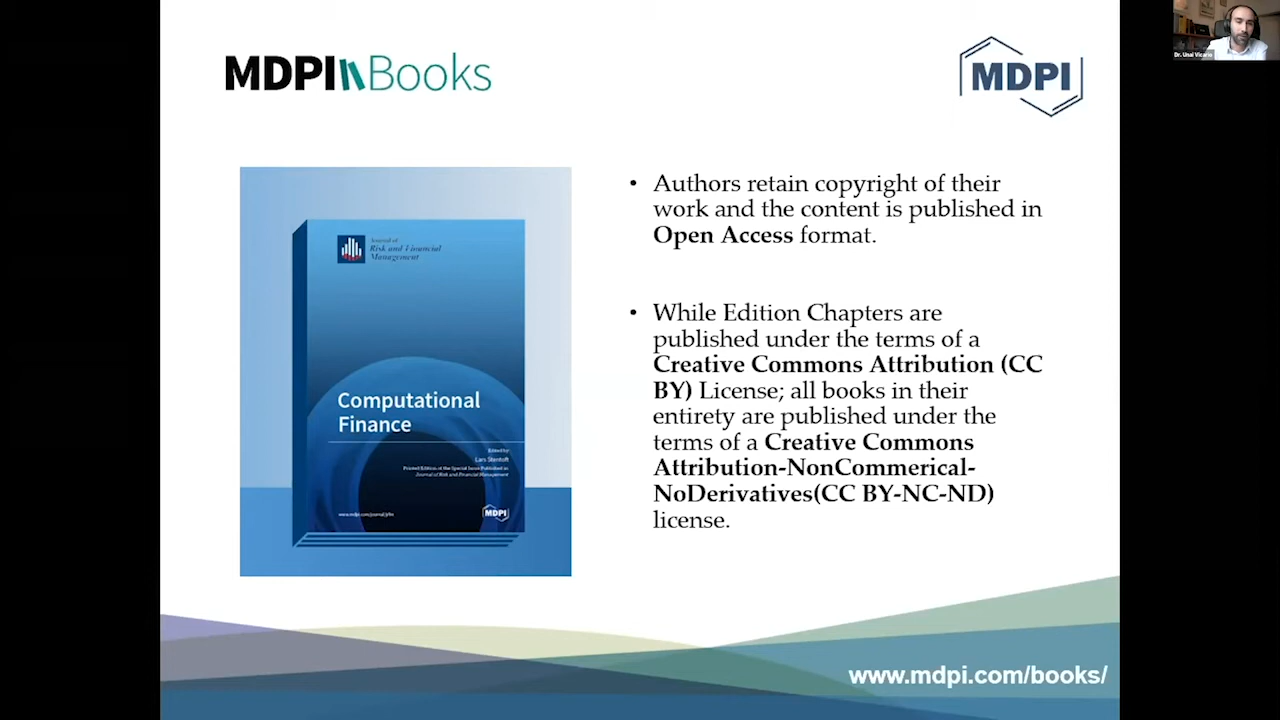 MDPI Books
MDPI
Dr. Unai Vicario
Authors retain copyright of their
work and the content is published in
Open Access format.
While Edition Chapters are
published under the terms of a
Creative Commons Attribution (CC
BY) License; all books in their
entirety are published under the
terms of a Creative Commons
Attribution-NonCommerical-
NoDerivatives(CC BY-NC-ND)
license.
Journal of
Risk and Financial
Management
Computational
Finance
Edited by
Lars Stentoft
Printed Edition of the Special Issue Published in
Journal of Risk and Financial Management
www.mdpi.com/journal/jrfm
MDPI
www.mdpi.com/books/